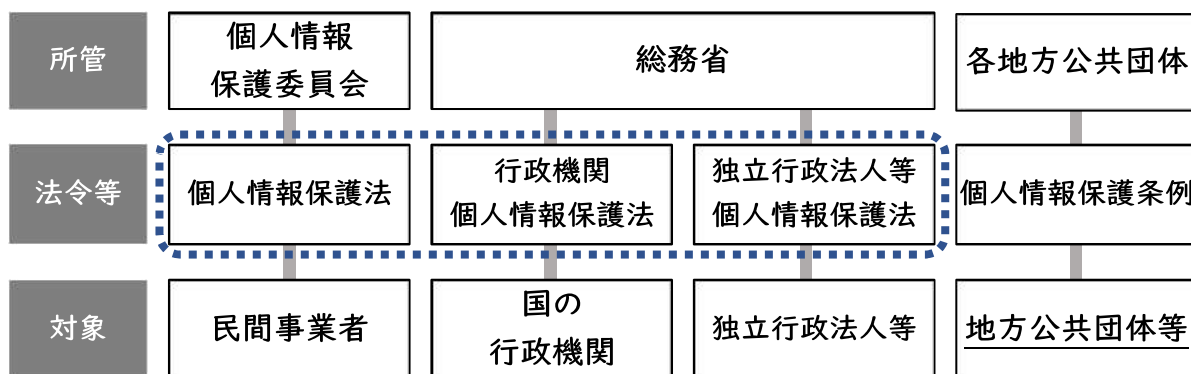 所管
個人情報
保護委員会
総務省
各地方公共団体
法令等
個人情報保護法
行政機関
個人情報保護法
独立行政法人等
個人情報保護法
個人情報保護条例
対象
民間事業者
国の
行政機関
独立行政法人等
地方公共団体等